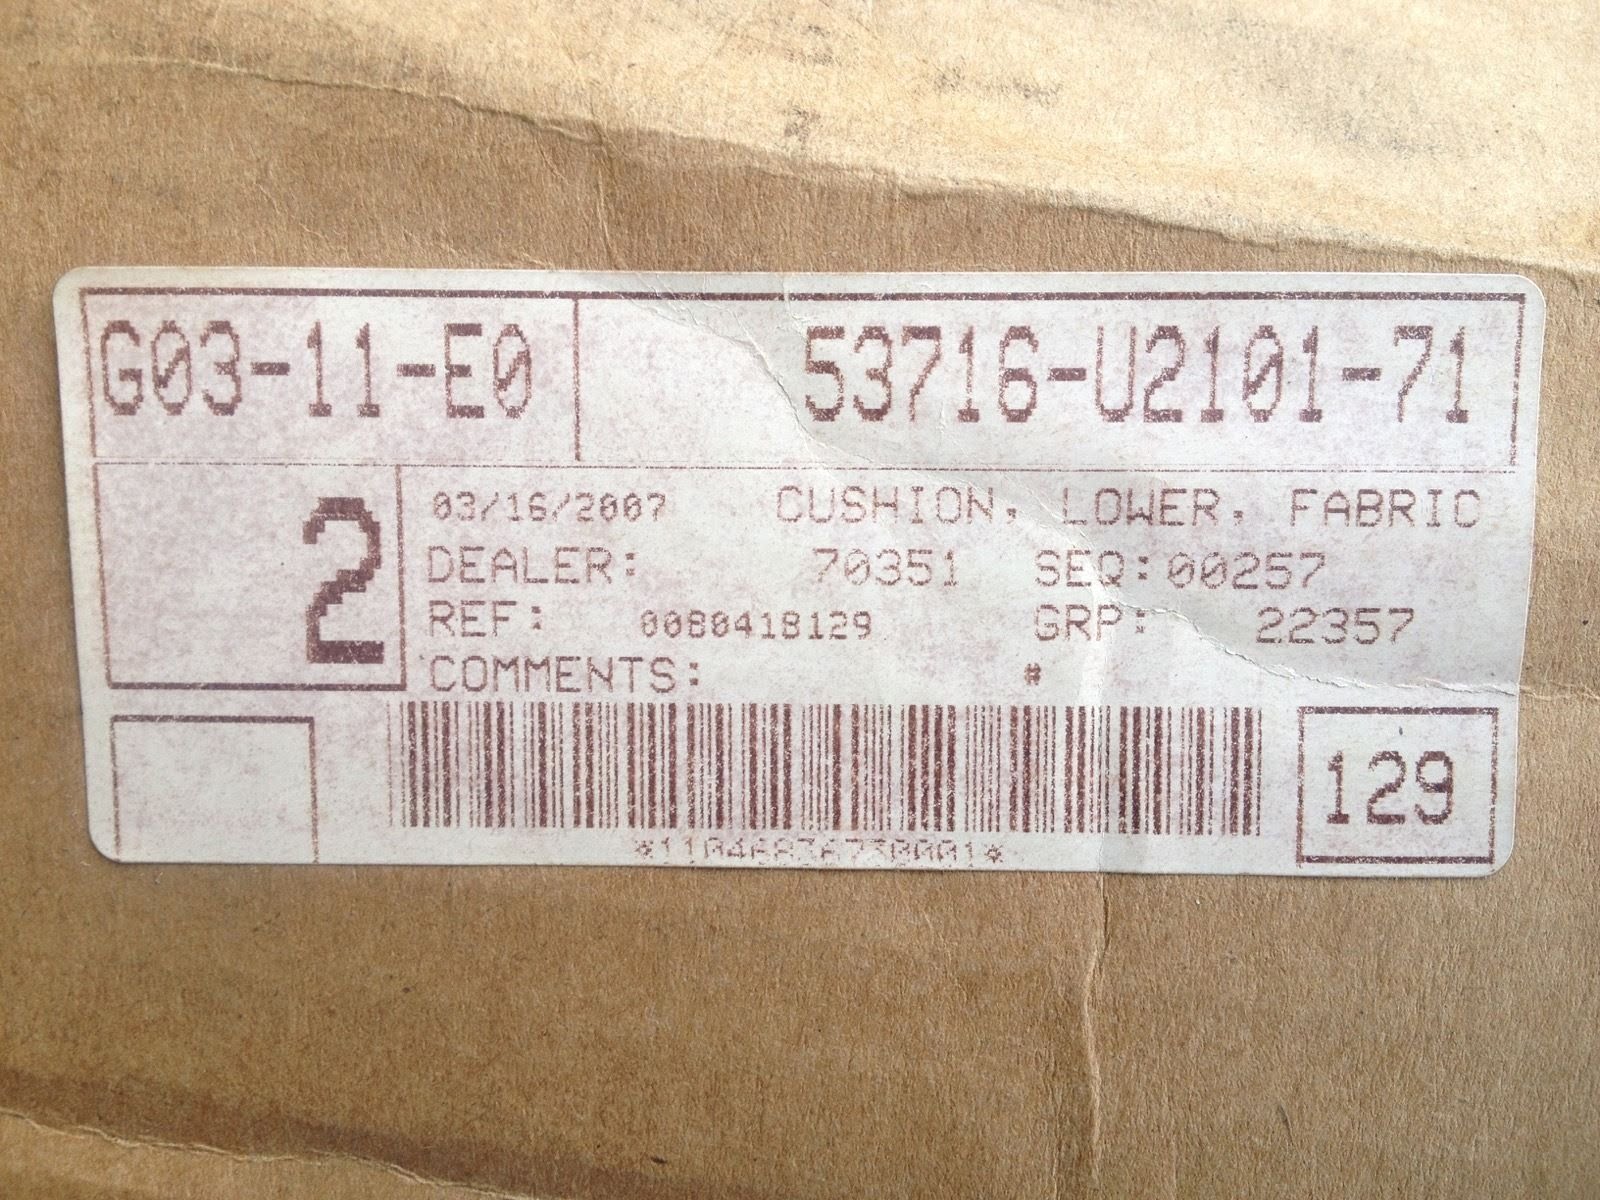 G03-11-E0 53716-U2101-71
2
03/16/2007 CUSHION, LOWER, FABRIC
DEALER: 70351 SEQ:00257
REF: 0080418129 GRP: 22357
COMMENTS: #
129